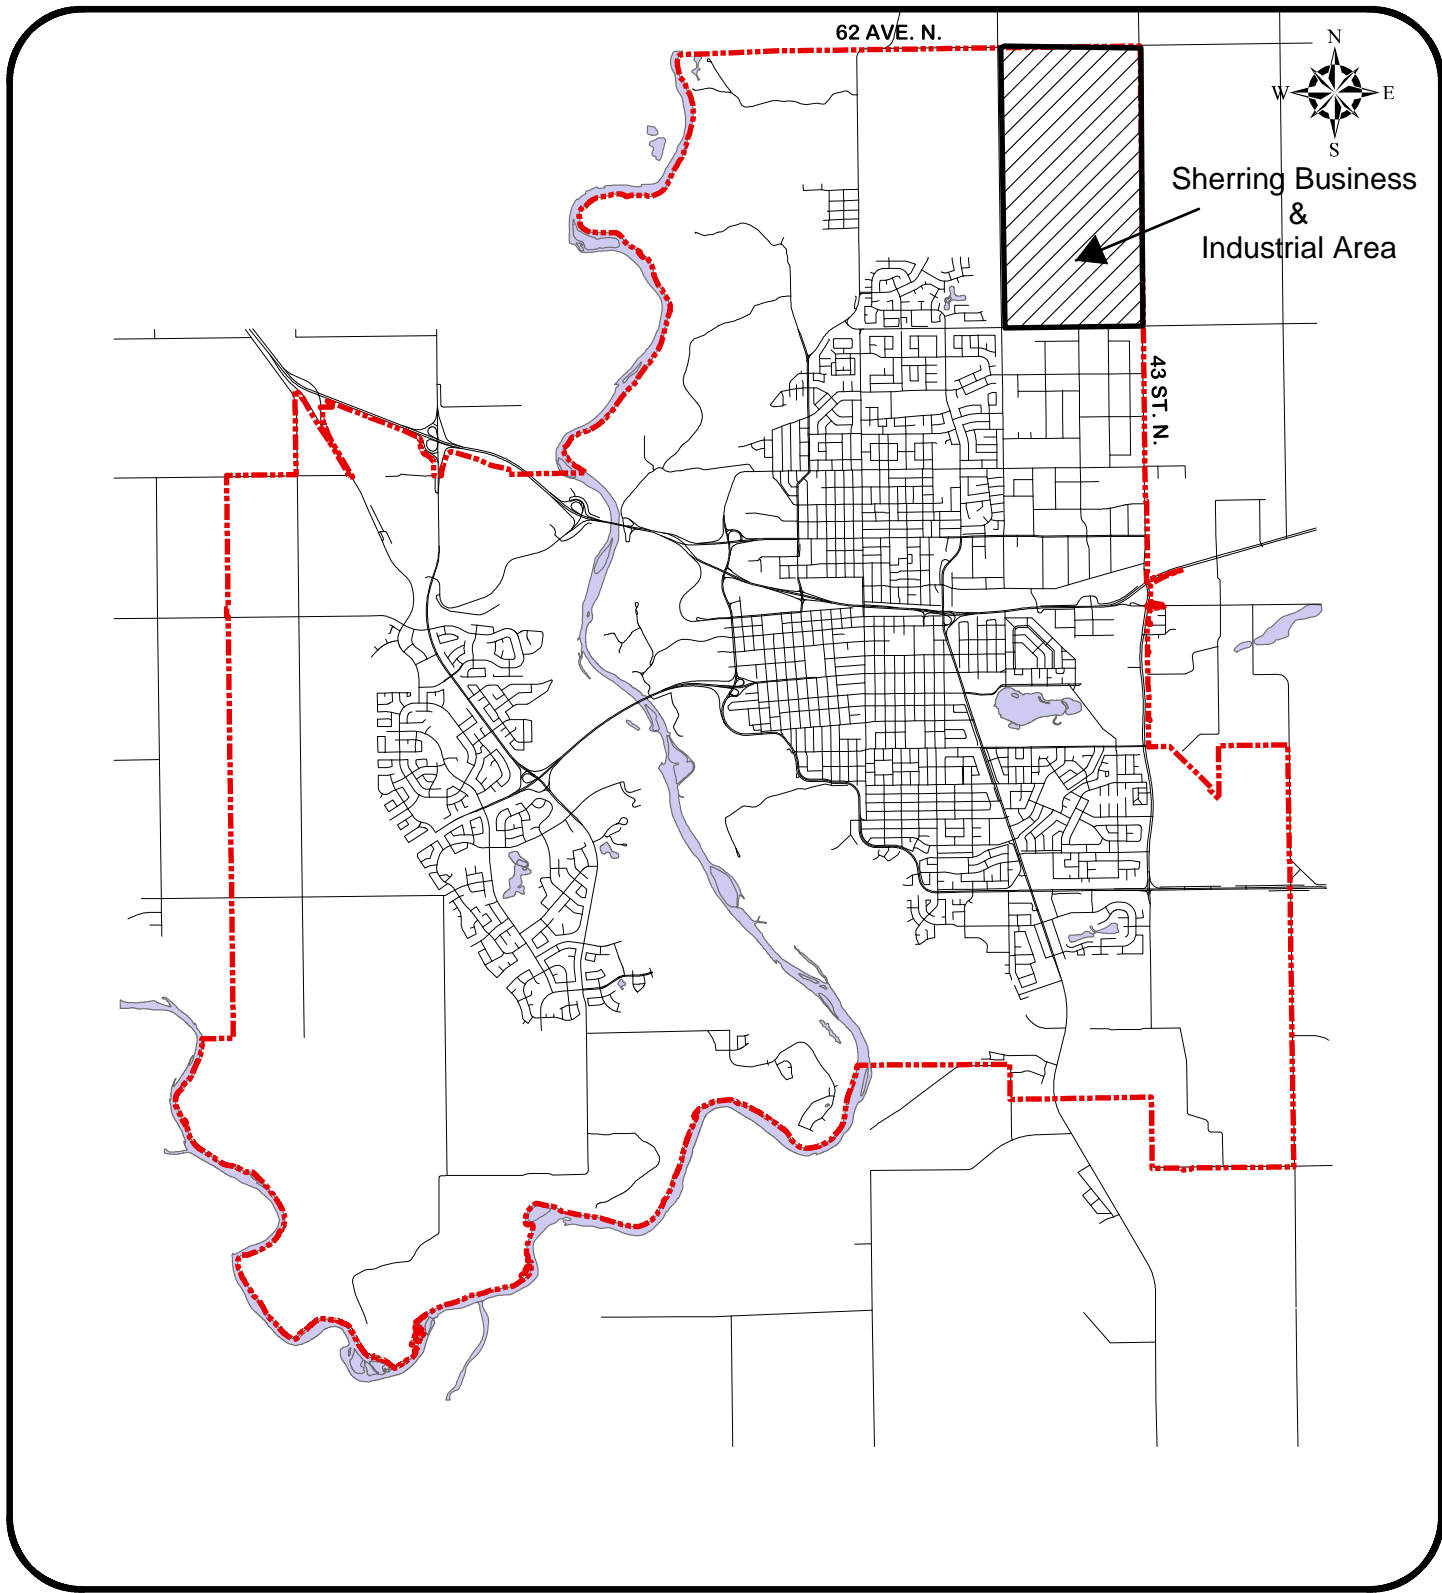 62 AVE. N.
N
W
E
S
Sherring Business
&
Industrial Area
43 ST. N.